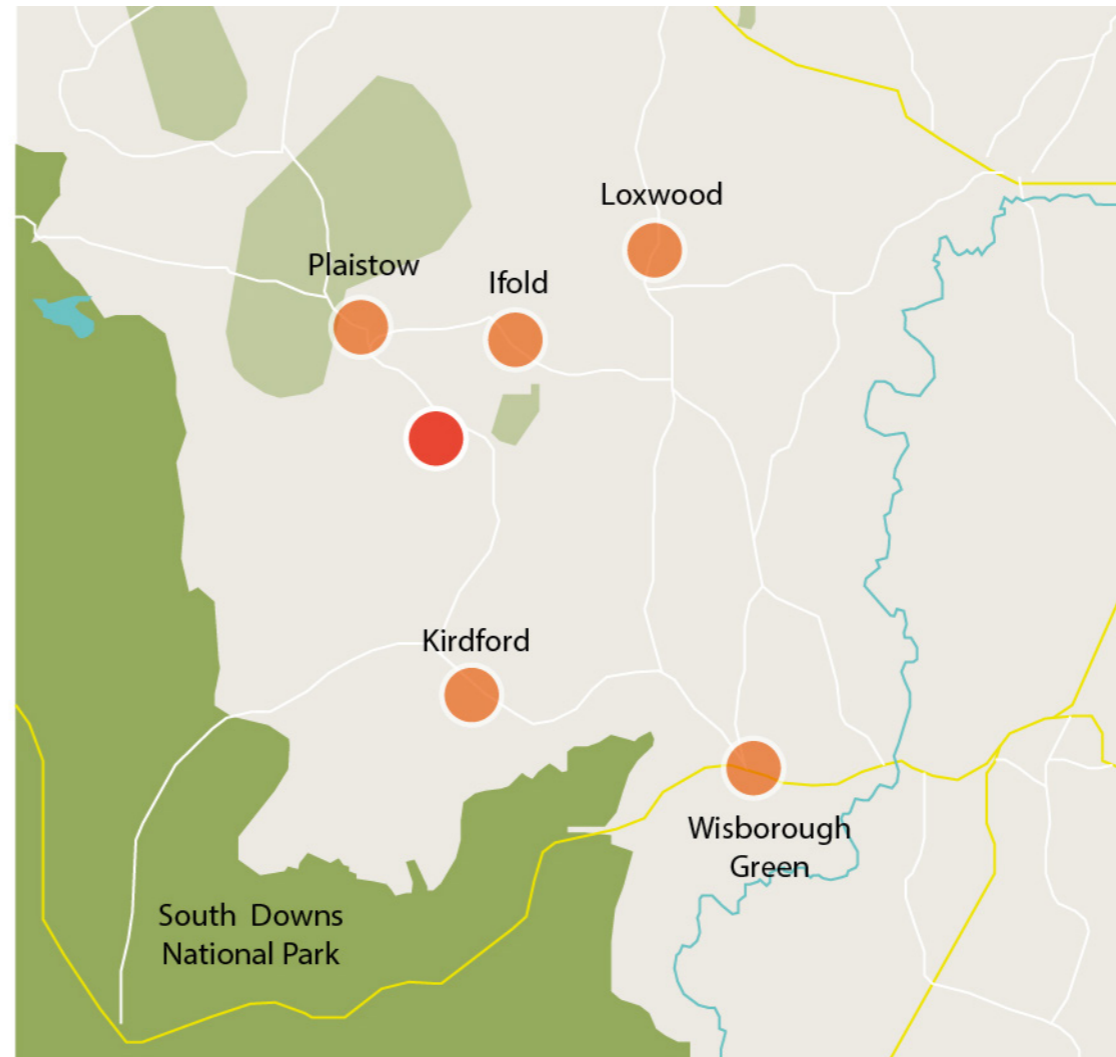 Loxwood
Plaistow
Ifold
Kirdford
Wisborough
Green
South Downs
National Park